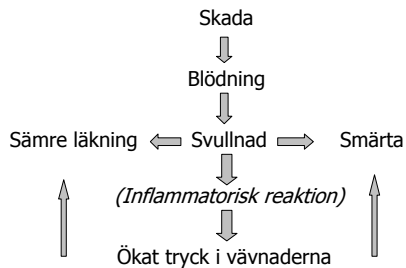 Skada
Blödning
Sämre läkning Svullnad Smärta
(Inflammatorisk reaktion)
Ökat tryck i vävnaderna